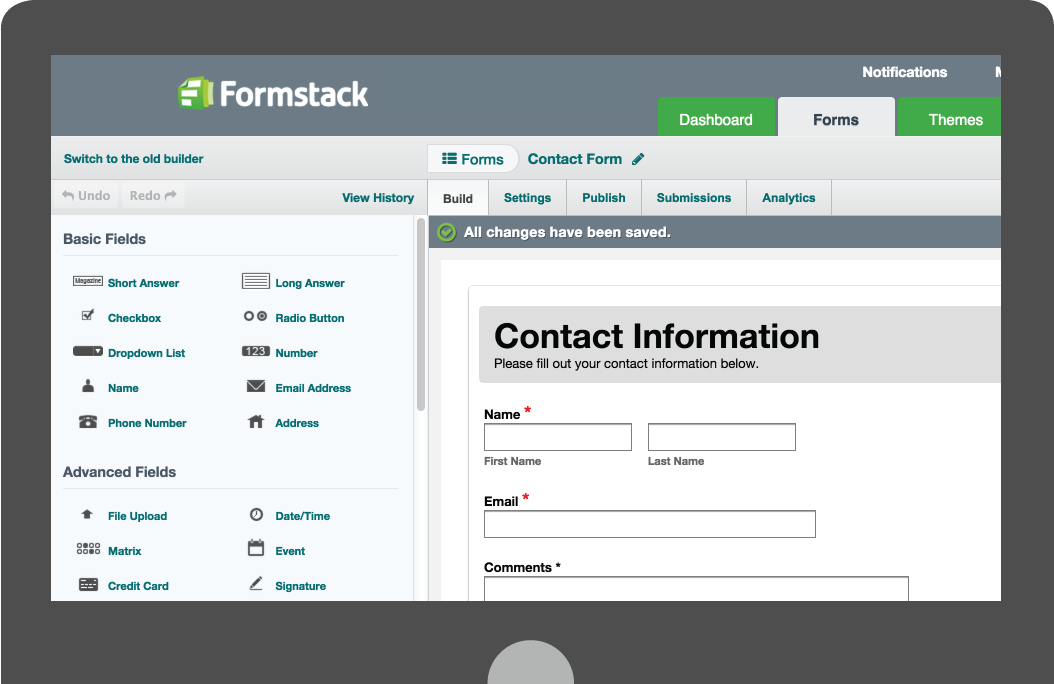 Notifications
Formstack
Dashboard
Forms
Themes
Switch to the old builder
Forms
Contact Form
Undo
Redo
View History
Build
Settings
Publish
Submissions
Analytics
All changes have been saved.
Basic Fields
Magazine Short Answer
Long Answer
Checkbox
Radio Button
Dropdown List
123 Number
Name
Email Address
Phone Number
Address
Advanced Fields
File Upload
Date/Time
Matrix
Event
Credit Card
Signature
Contact Information
Please fill out your contact information below.
Name *
First Name
Last Name
Email *
Comments *